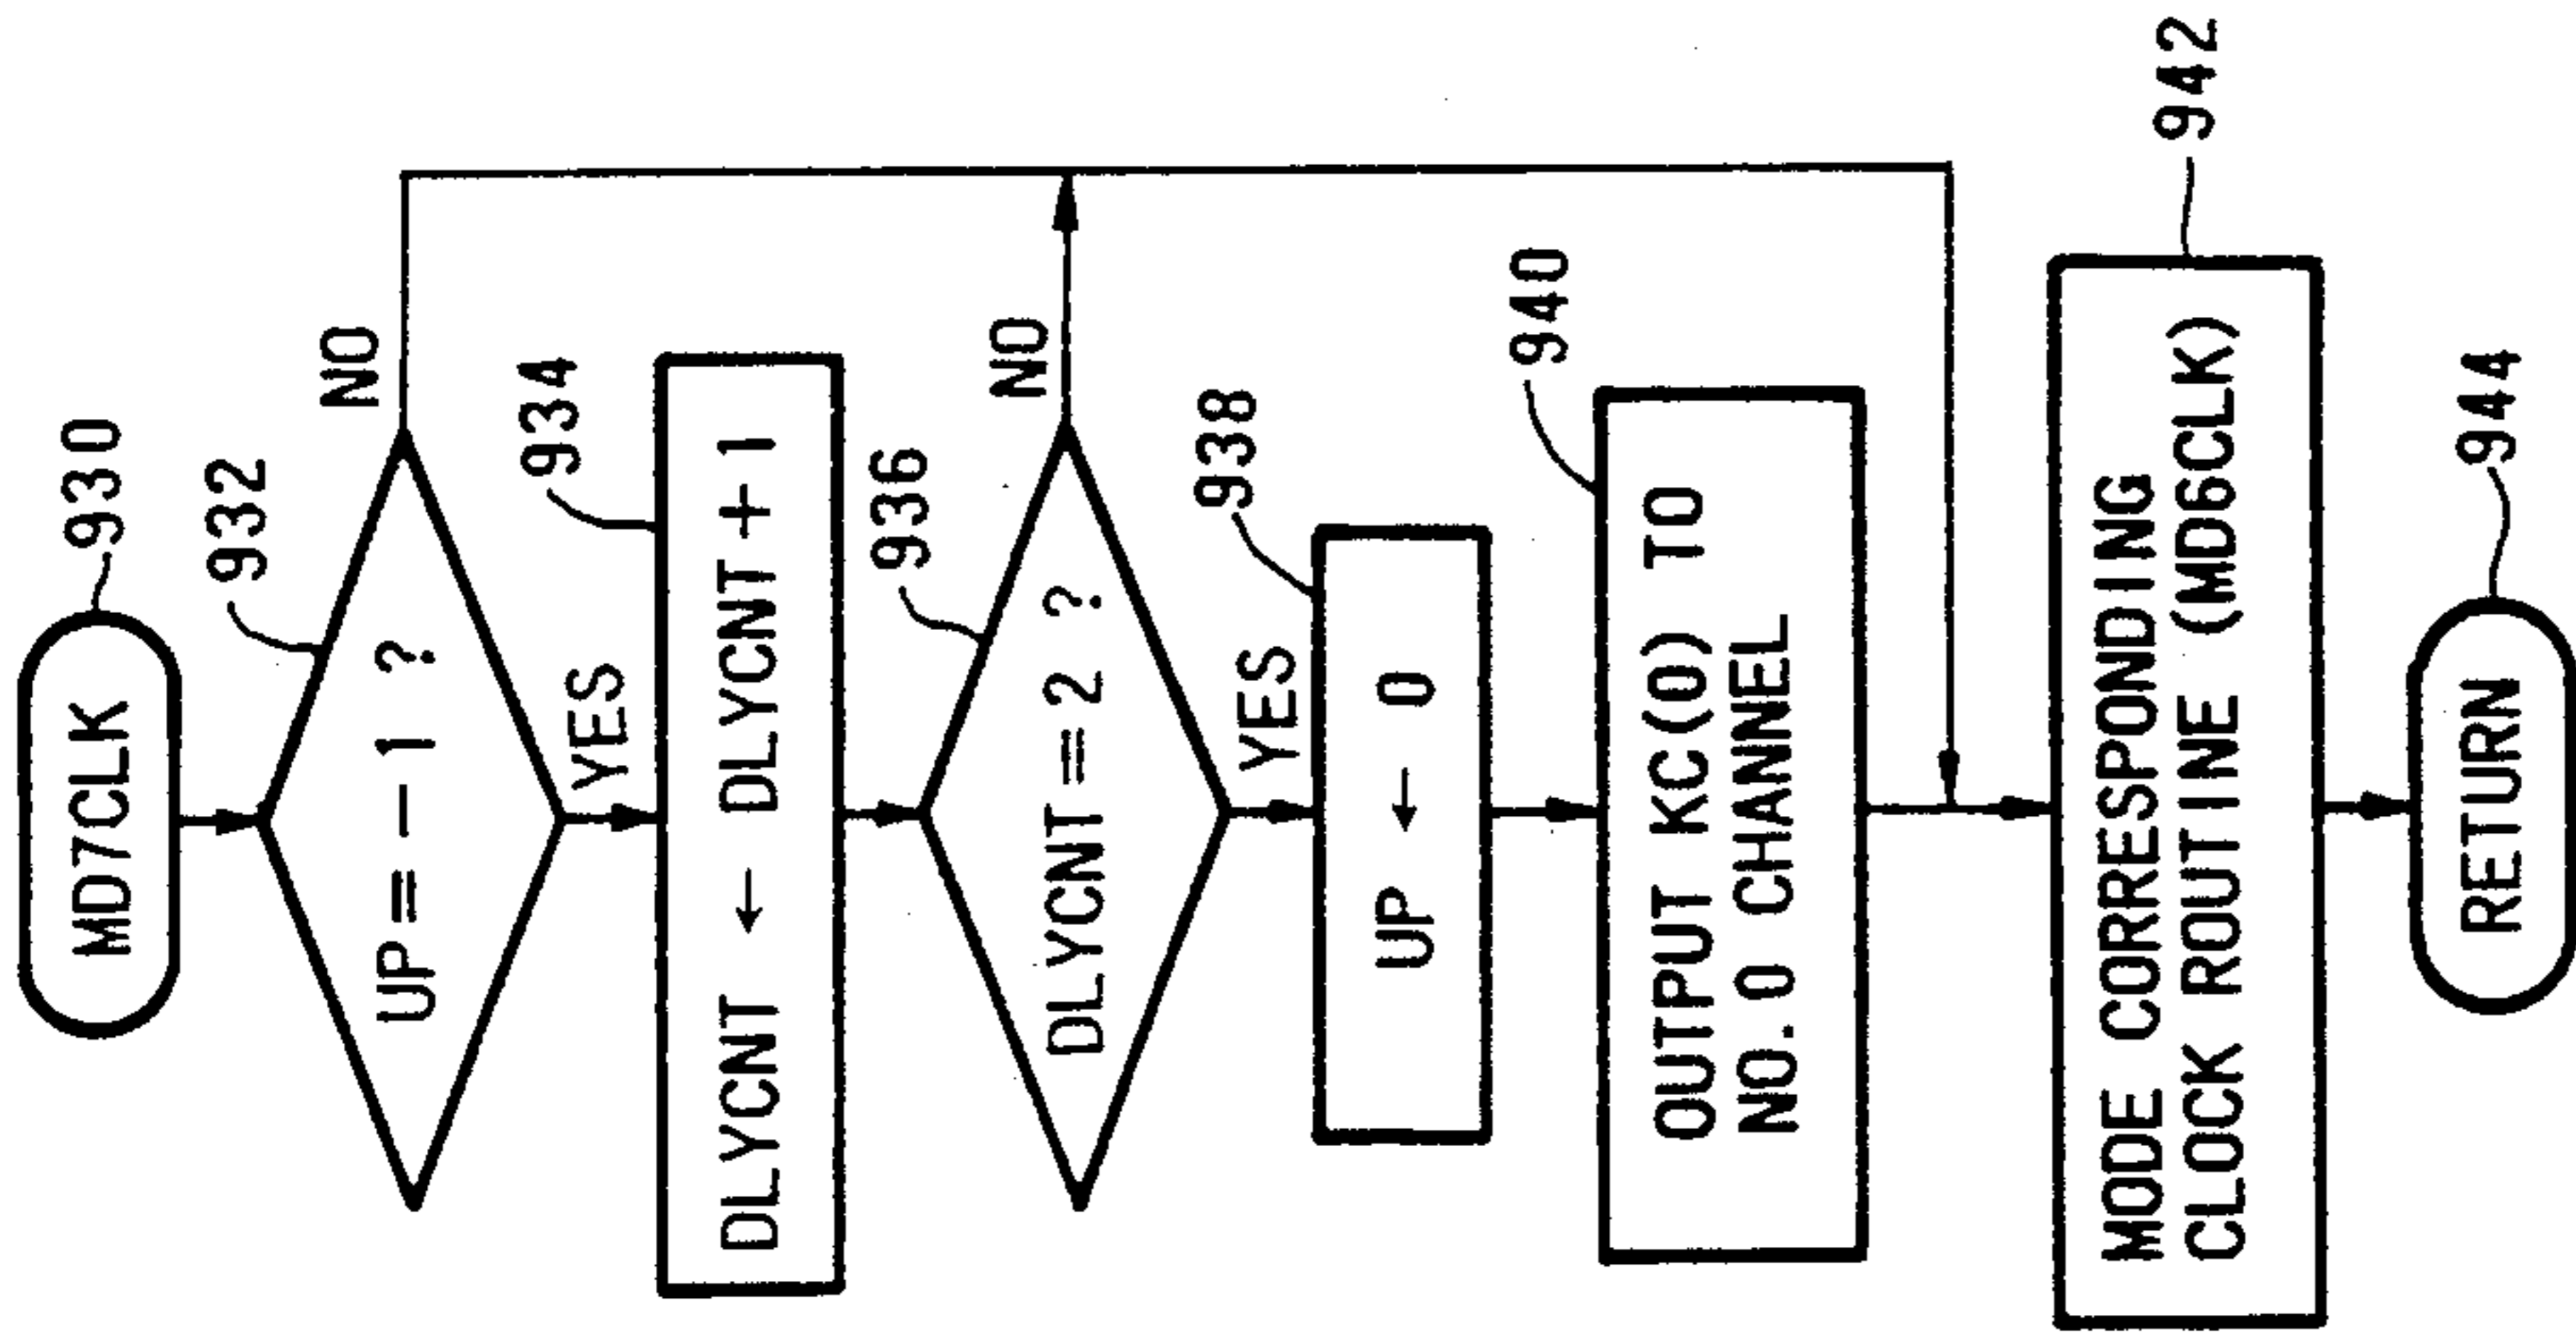 MD7CLK
930
932
UP=-1 ?
NO
YES
934
DLYCNT ← DLYCNT+1
936
DLYCNT=2 ?
NO
YES
938
UP ← 0
940
OUTPUT KC(0) TO
NO.0 CHANNEL
942
MODE CORRESPONDING
CLOCK ROUTINE (MD6CLK)
944
RETURN